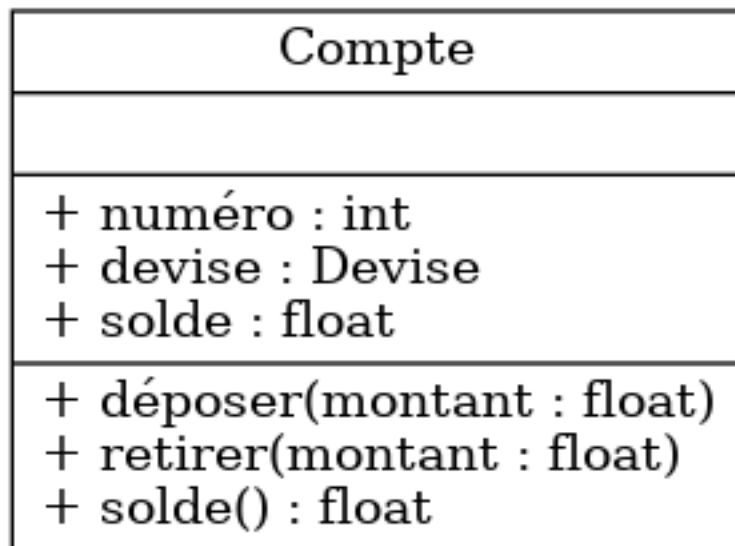 Compte
+ numéro : int
+ devise : Devise
+ solde : float
+ déposer(montant : float)
+ retirer(montant : float)
+ solde() : float